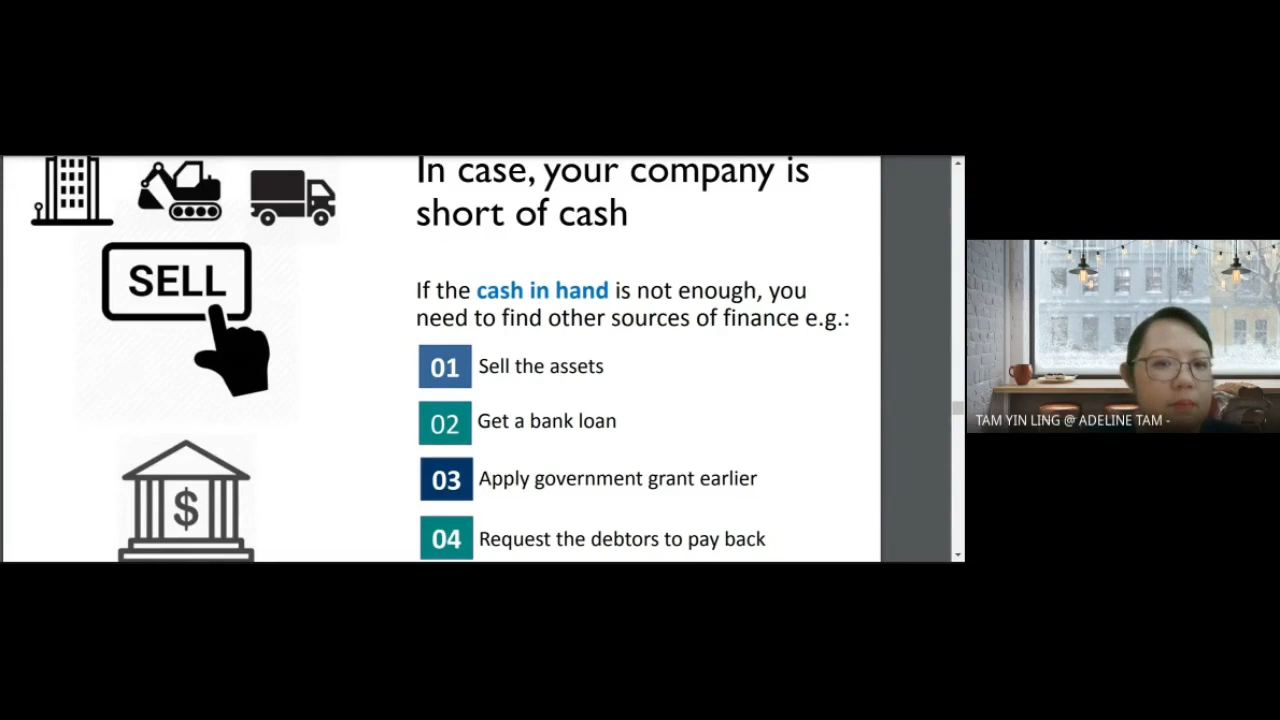 In case, your company is
short of cash
SELL
If the cash in hand is not enough, you
need to find other sources of finance e.g.:
01 Sell the assets
02 Get a bank loan
03 Apply government grant earlier
04 Request the debtors to pay back
$
TAM YIN LING @ ADELINE TAM -